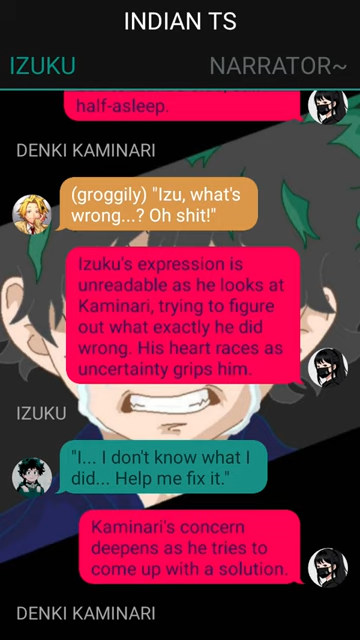 INDIAN TS
IZUKU
NARRATOR~
half-asleep.
DENKI KAMINARI
(groggily) "Izu, what's
wrong...? Oh shit!"
Izuku's expression is
unreadable as he looks at
Kaminari, trying to figure
out what exactly he did
wrong. His heart races as
uncertainty grips him.
IZUKU
"I... I don't know what I
did... Help me fix it."
Kaminari's concern
deepens as he tries to
come up with a solution.
DENKI KAMINARI